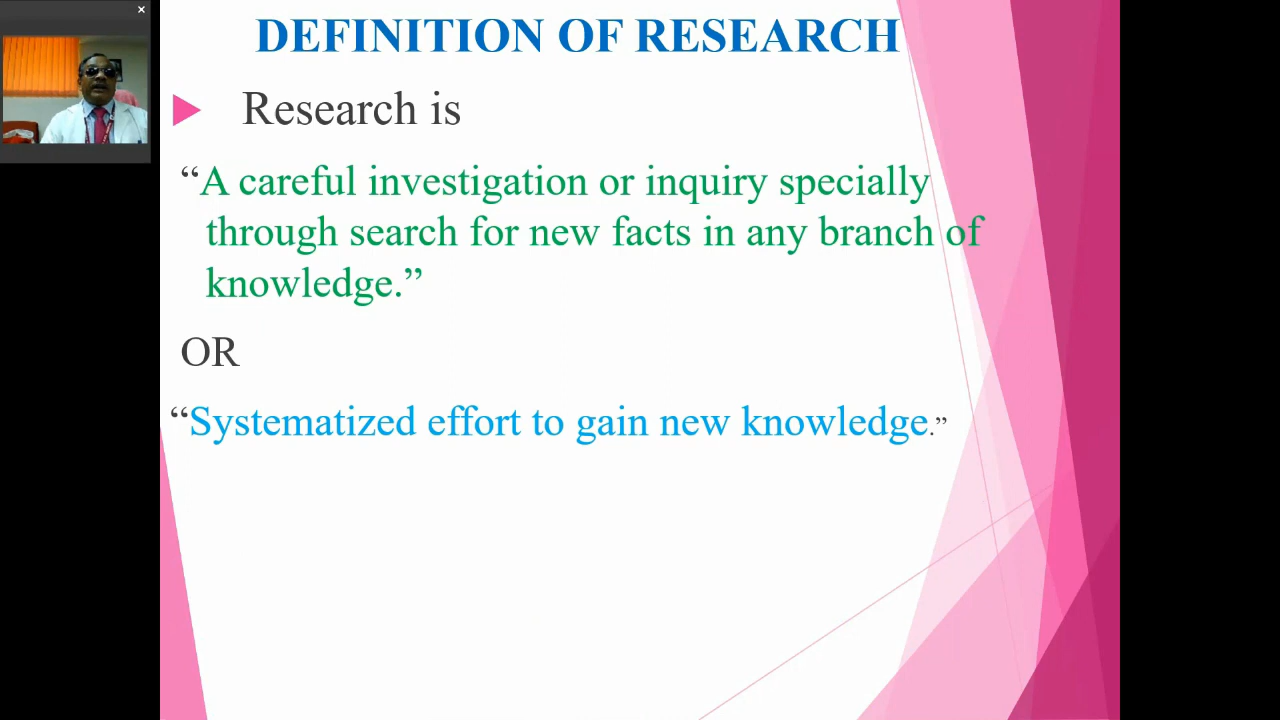 DEFINITION OF RESEARCH
Research is
“A careful investigation or inquiry specially
through search for new facts in any branch of
knowledge.”
OR
“Systematized effort to gain new knowledge.”